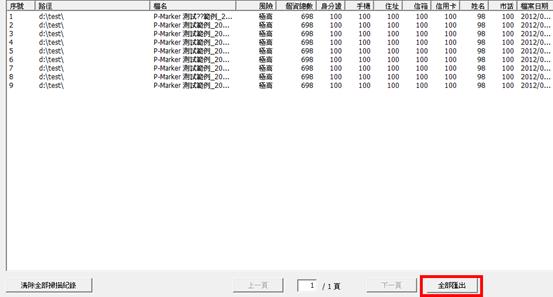 序號 路徑 檔名 風險 個資總數 身分證 手機 住址 信箱 信用卡 姓名 市話 檔案日期
1 d:\test\ P-Marker 測試??範例_2... 極高 698 100 100 100 100 100 98 100 2012/0...
2 d:\test\ P-Marker 測試範例_20... 極高 698 100 100 100 100 100 98 100 2012/0...
3 d:\test\ P-Marker 測試範例_20... 極高 698 100 100 100 100 100 98 100 2012/0...
4 d:\test\ P-Marker 測試範例_20... 極高 698 100 100 100 100 100 98 100 2012/0...
5 d:\test\ P-Marker 測試範例_20... 極高 698 100 100 100 100 100 98 100 2012/0...
6 d:\test\ P-Marker 測試範例_20... 極高 698 100 100 100 100 100 98 100 2012/0...
7 d:\test\ P-Marker 測試範例_20... 極高 698 100 100 100 100 100 98 100 2012/0...
8 d:\test\ P-Marker 測試範例_20... 極高 698 100 100 100 100 100 98 100 2012/0...
9 d:\test\ P-Marker 測試範例_20... 極高 698 100 100 100 100 100 98 100 2012/0...
清除全部掃描紀錄 上一頁 1 / 1 頁 下一頁 全部匯出